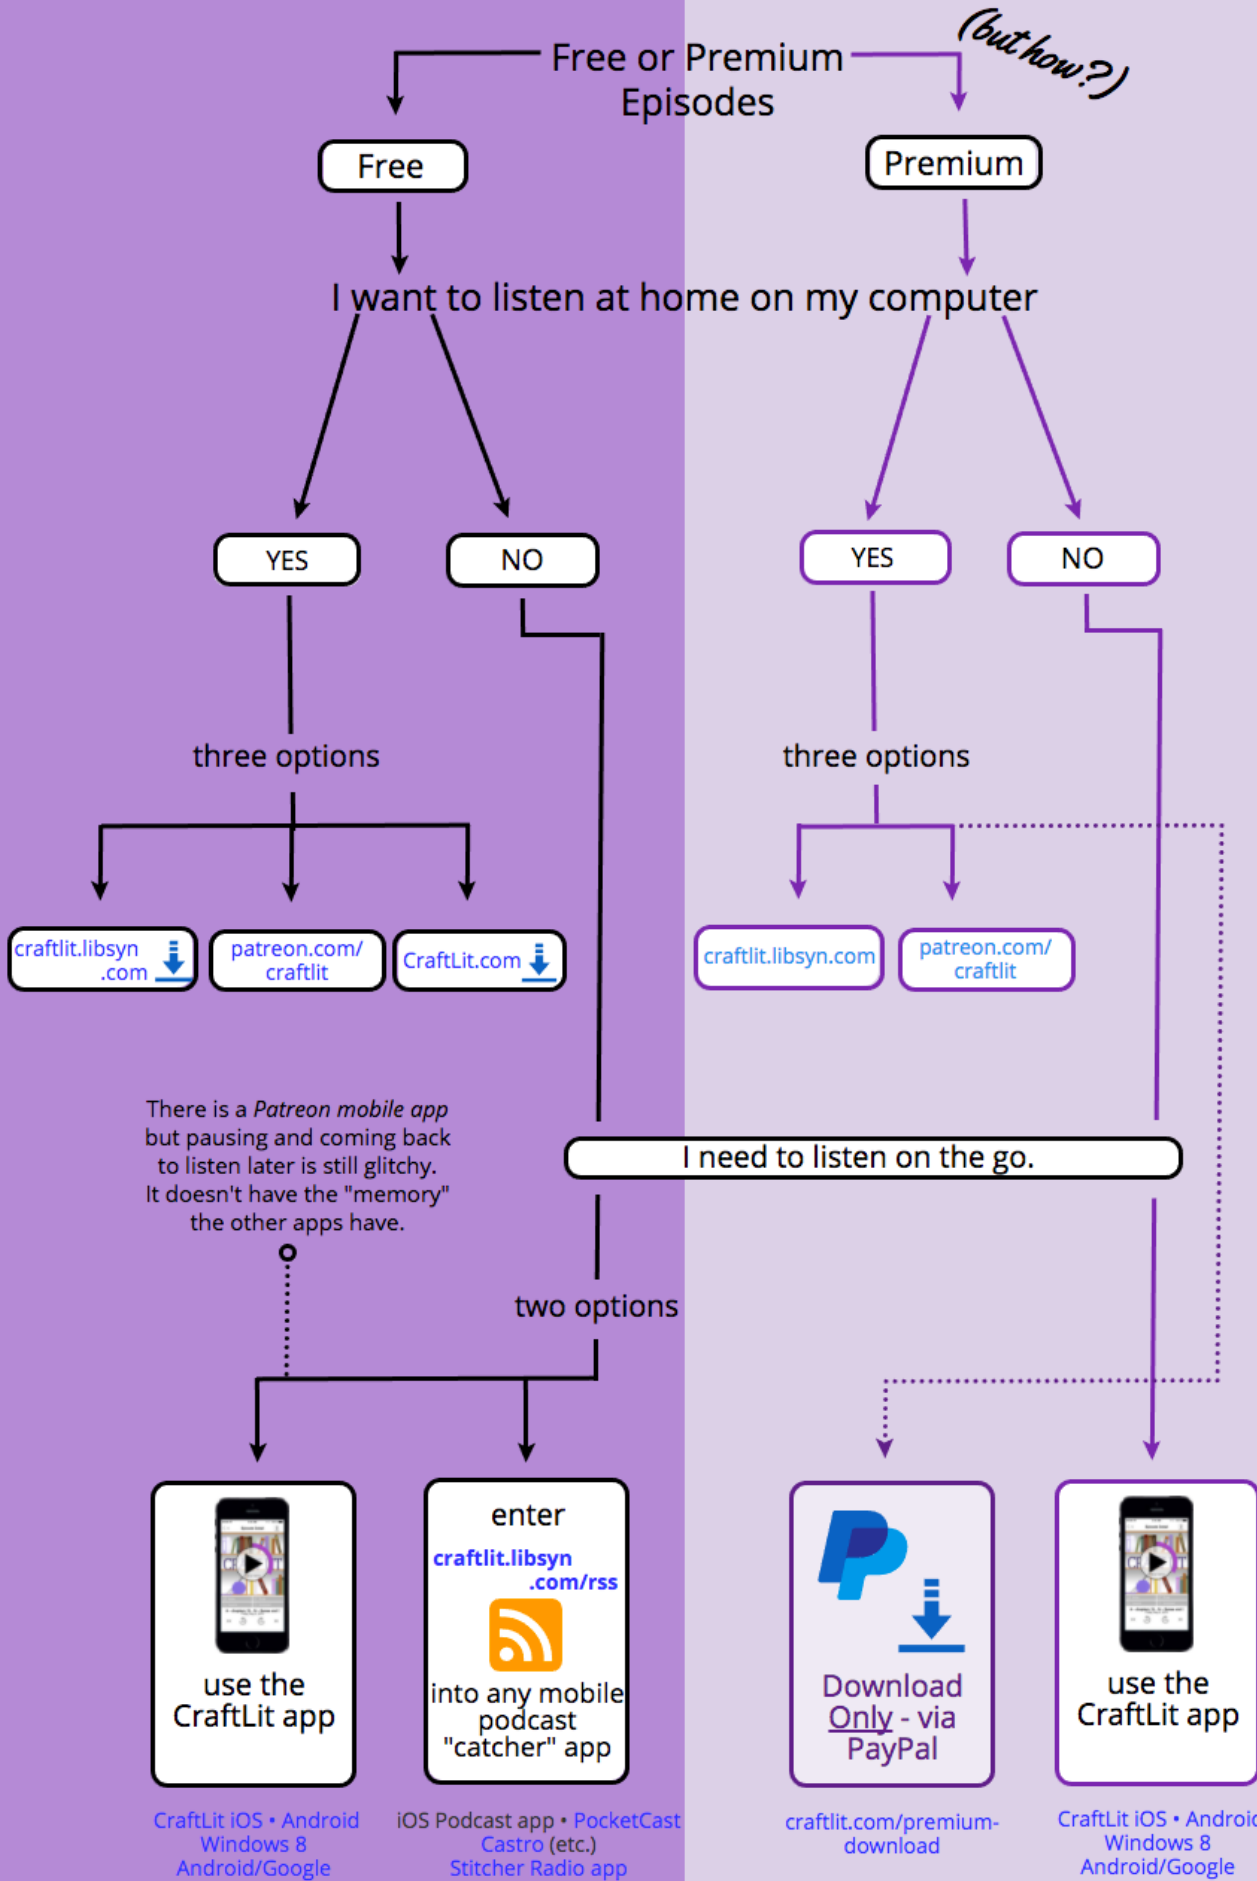 (but how?)
Free or Premium
Episodes
Free
Premium
I want to listen at home on my computer
YES
NO
YES
NO
three options
three options
craftlit.libsyn
.com
patreon.com/
craftlit
CraftLit.com
craftlit.libsyn.com
patreon.com/
craftlit
There is a Patreon mobile app
but pausing and coming back
to listen later is still glitchy.
It doesn't have the "memory"
the other apps have.
I need to listen on the go.
two options
use the
CraftLit app
enter
craftlit.libsyn
.com/rss
into any mobile
podcast
"catcher" app
Download
Only - via
PayPal
use the
CraftLit app
CraftLit iOS • Android
Windows 8
Android/Google
iOS Podcast app • PocketCast
Castro (etc.)
Stitcher Radio app
craftlit.com/premium-
download
CraftLit iOS • Android
Windows 8
Android/Google